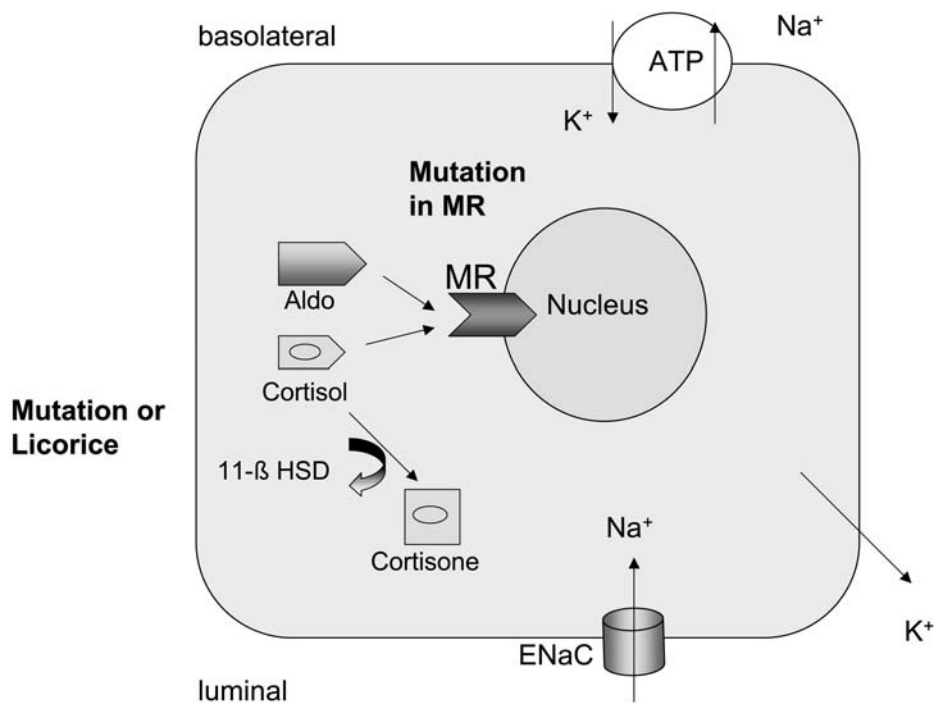 basolateral
ATP
Na⁺
K⁺
Mutation
in MR
MR
Aldo
Nucleus
Cortisol
Mutation or
Licorice
11-ß HSD
Cortisone
Na⁺
K⁺
ENaC
luminal